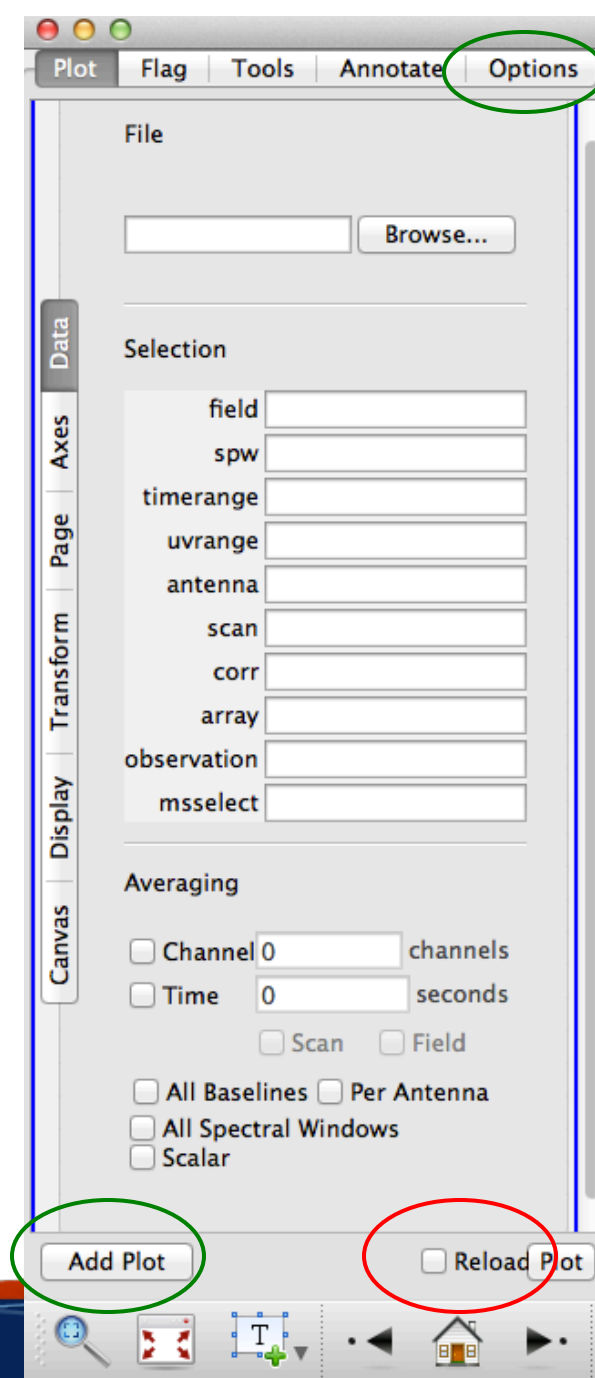 Plot Flag Tools Annotate Options
File
Browse...
Data
Axes
Page
Transform
Display
Canvas
Selection
field
spw
timerange
uvrange
antenna
scan
corr
array
observation
msselect
Averaging
Channel 0 channels
Time 0 seconds
Scan Field
All Baselines Per Antenna
All Spectral Windows
Scalar
Add Plot Reload Plot
T